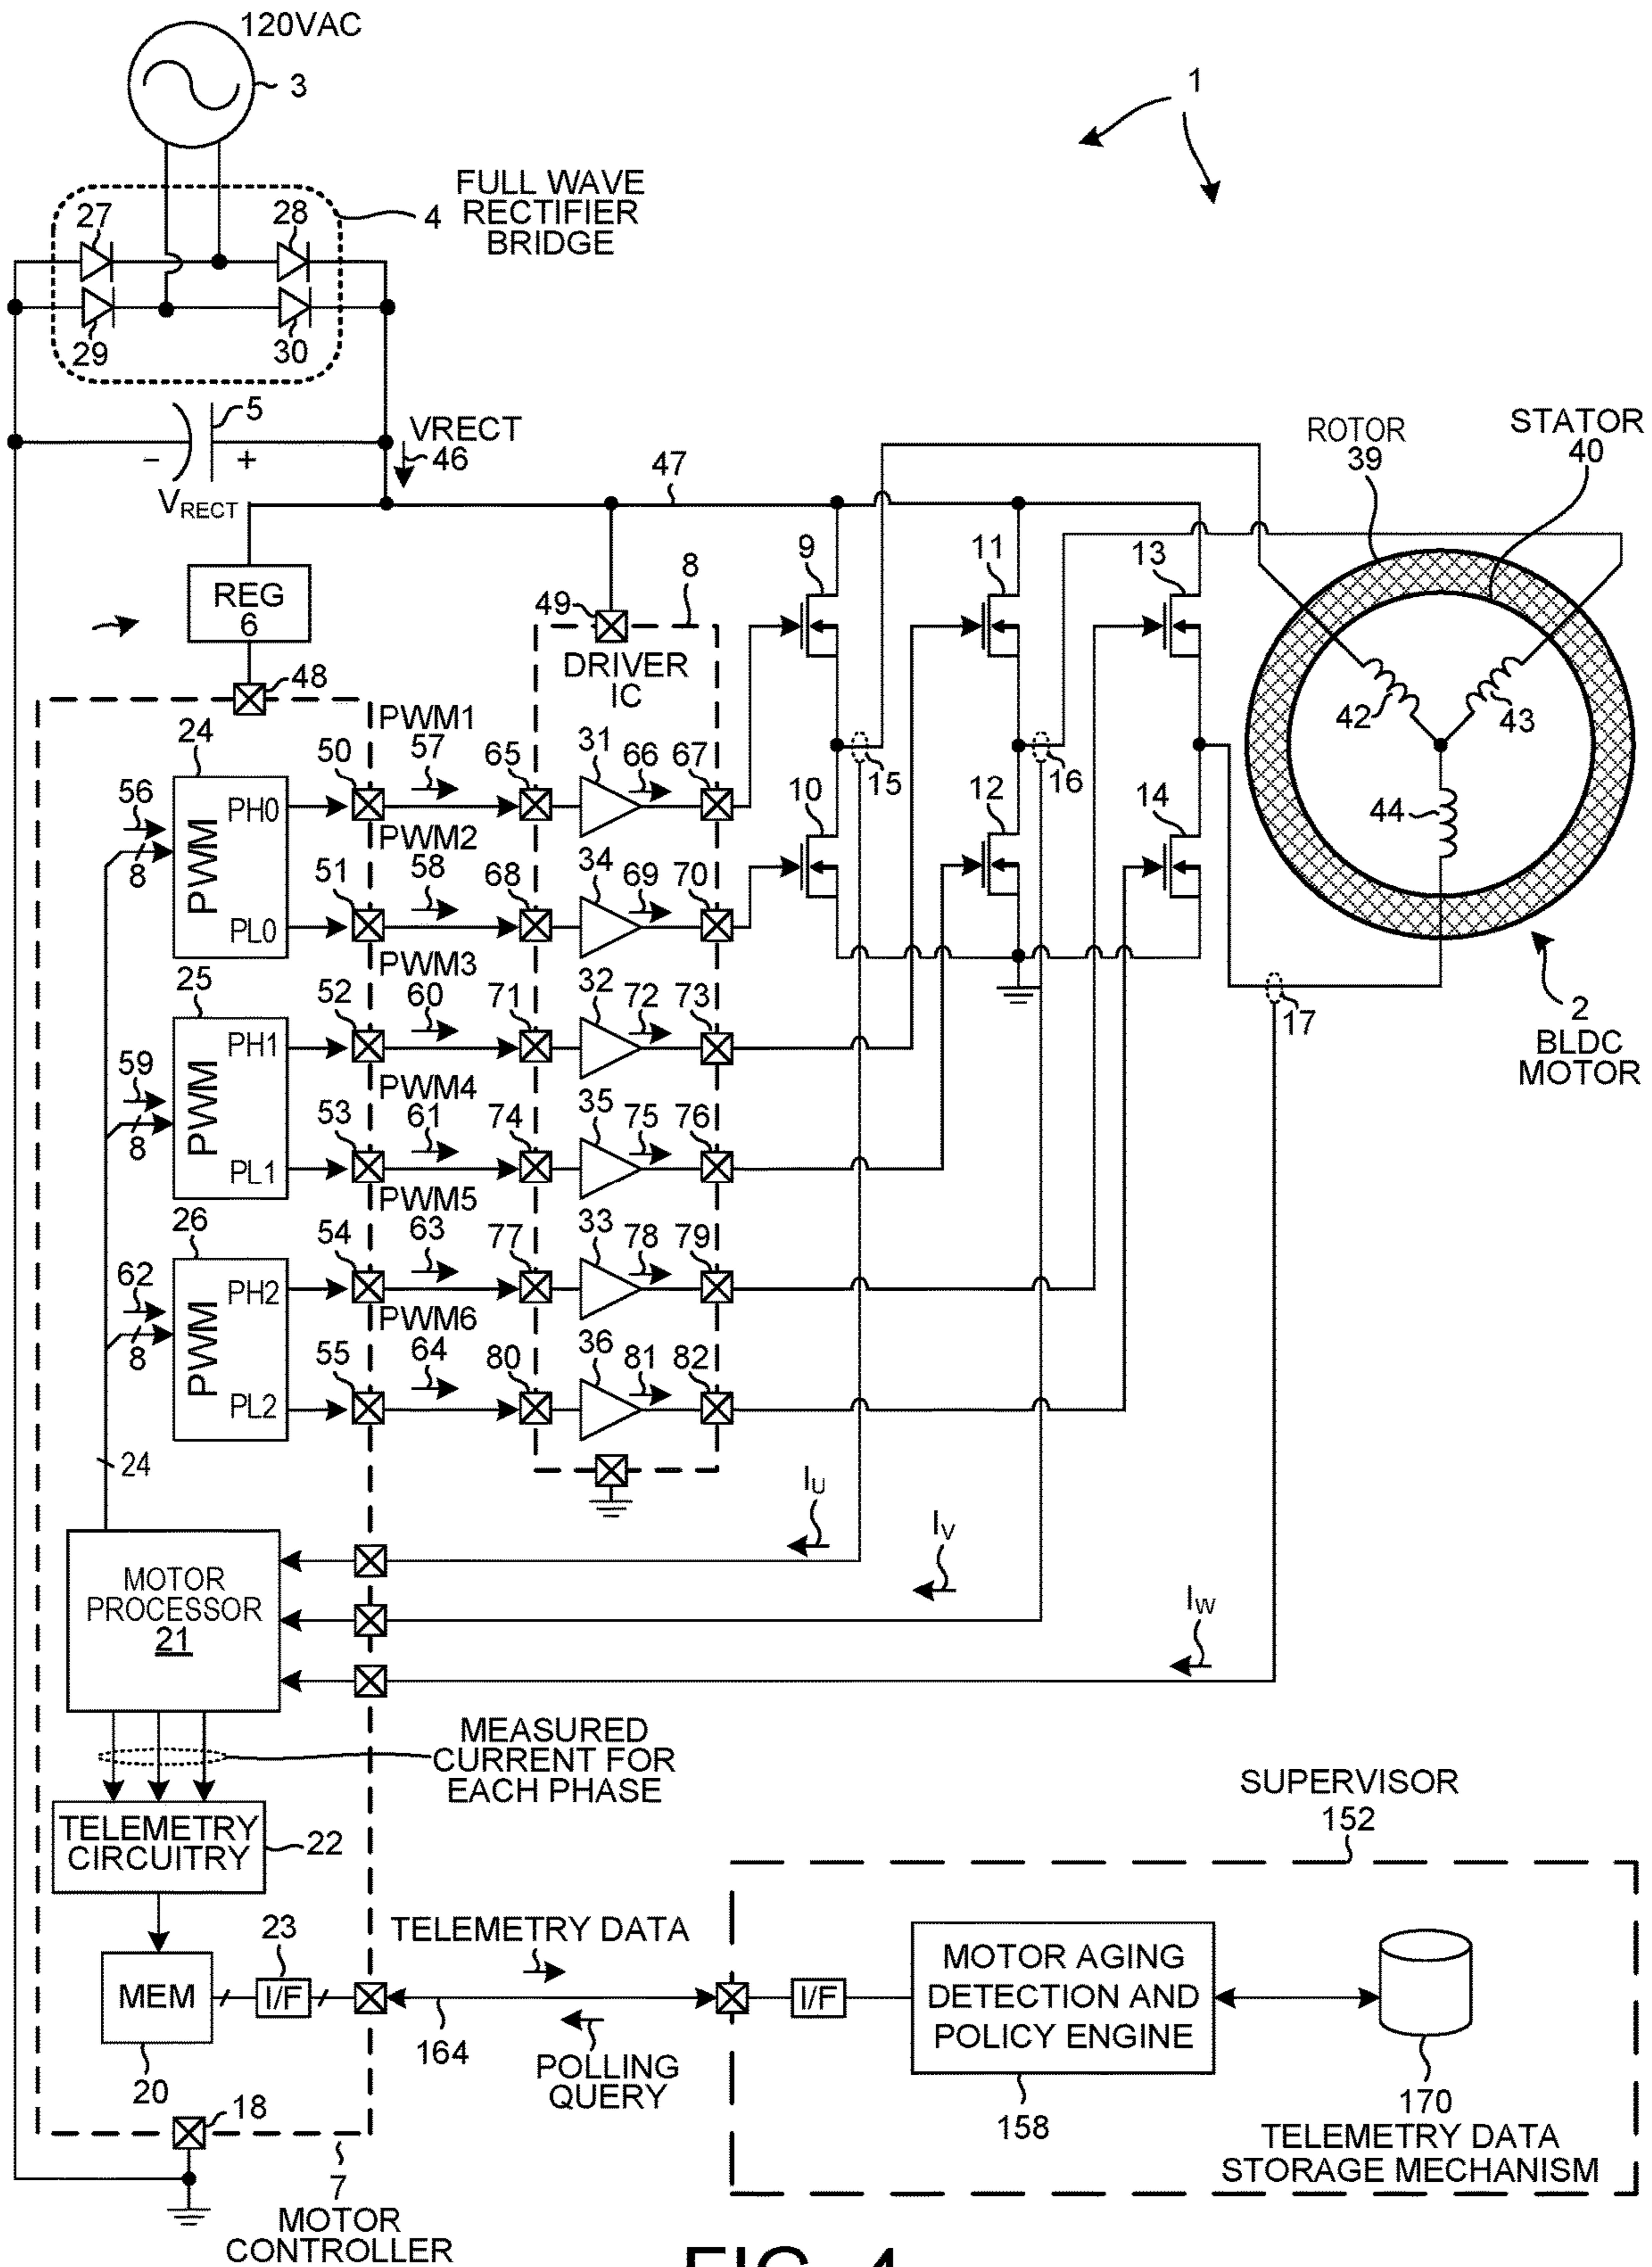 120VAC
3
1
FULL WAVE
RECTIFIER
BRIDGE
4
27
28
29
30
5
−
+
VRECT
VRECT
46
47
ROTOR
39
STATOR
40
REG
6
48
49
8
DRIVER
IC
9
11
13
10
12
14
15
16
17
42
43
44
2
BLDC
MOTOR
24
56
8
PWM
PH0
PL0
50
PWM1
57
65
31
66
67
51
PWM2
58
68
34
69
70
25
59
8
PWM
PH1
PL1
52
PWM3
60
71
32
72
73
53
PWM4
61
74
35
75
76
26
62
8
PWM
PH2
PL2
54
PWM5
63
77
33
78
79
55
PWM6
64
80
36
81
82
24
IU
IV
IW
MOTOR
PROCESSOR
21
MEASURED
CURRENT FOR
EACH PHASE
TELEMETRY
CIRCUITRY
22
MEM
20
23
I/F
18
7
MOTOR
CONTROLLER
TELEMETRY DATA
164
POLLING
QUERY
SUPERVISOR
152
I/F
MOTOR AGING
DETECTION AND
POLICY ENGINE
158
170
TELEMETRY DATA
STORAGE MECHANISM